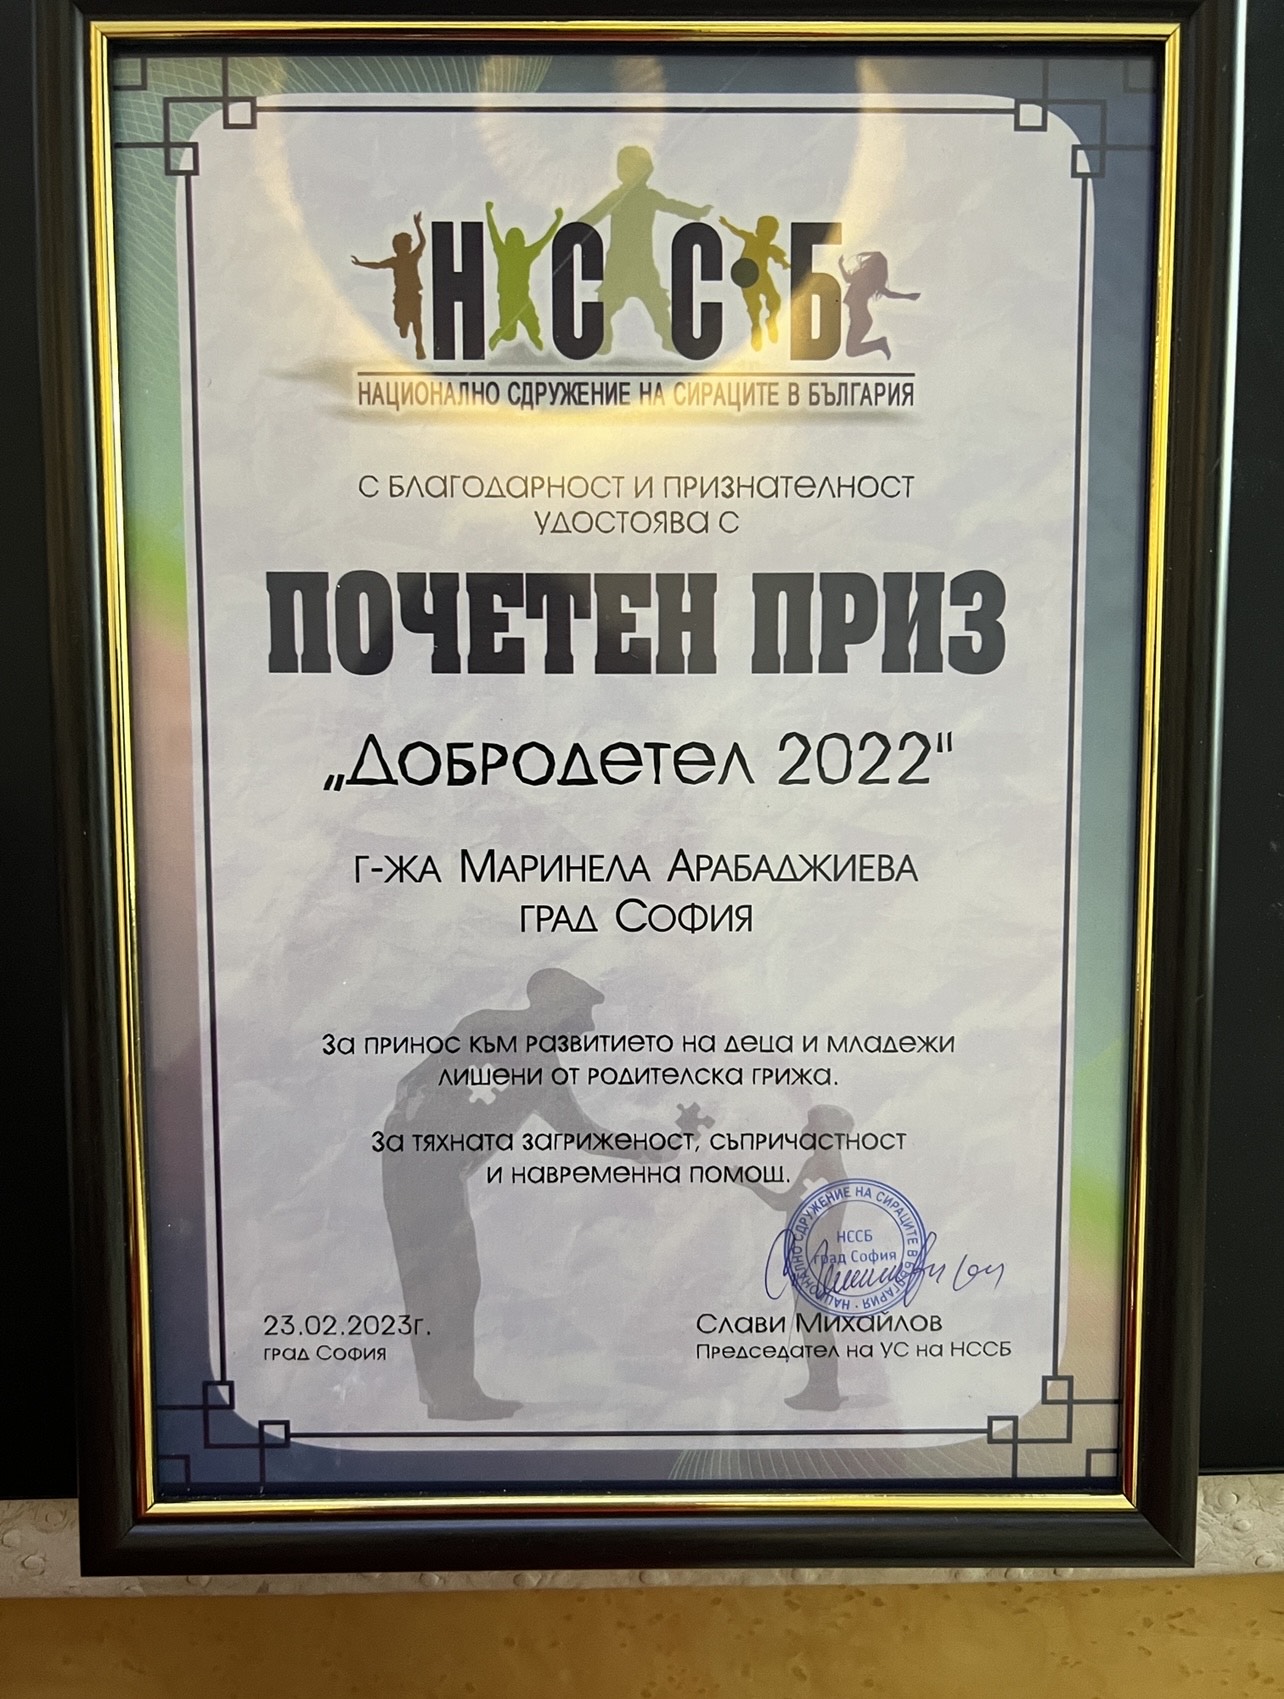 НССБ
НАЦИОНАЛНО СДРУЖЕНИЕ НА СИРАЦИТЕ В БЪЛГАРИЯ
С БЛАГОДАРНОСТ И ПРИЗНАТЕЛНОСТ
УДОСТОЯВА С
ПОЧЕТЕН ПРИЗ
„Добродетел 2022"
г-жа Маринела Арабаджиева
град София
За принос към развитието на деца и младежи
лишени от родителска грижа.
За тяхната загриженост, съпричастност
и навременна помощ.
НАЦИОНАЛНО СДРУЖЕНИЕ НА СИРАЦИТЕ В БЪЛГАРИЯ
НССБ
град София
23.02.2023г.
град София
Слави Михайлов
Председател на УС на НССБ